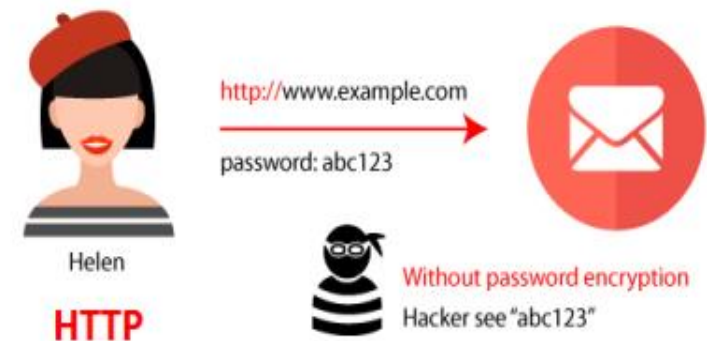 http://www.example.com
password: abc123
Helen
HTTP
Without password encryption
Hacker see “abc123”